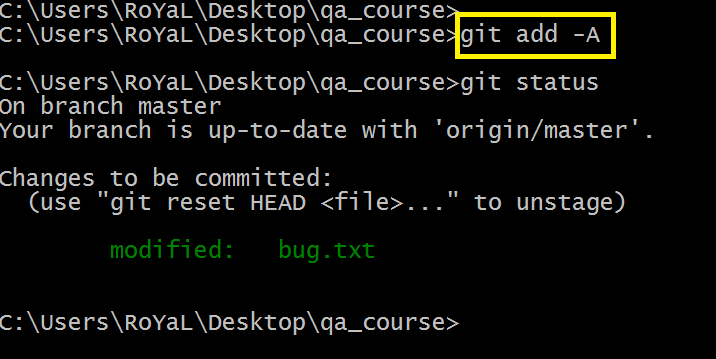 C:\Users\RoYaL\Desktop\qa_course>
C:\Users\RoYaL\Desktop\qa_course>git add -A
C:\Users\RoYaL\Desktop\qa_course>git status
On branch master
Your branch is up-to-date with 'origin/master'.
Changes to be committed:
  (use "git reset HEAD <file>..." to unstage)
        modified:   bug.txt
C:\Users\RoYaL\Desktop\qa_course>